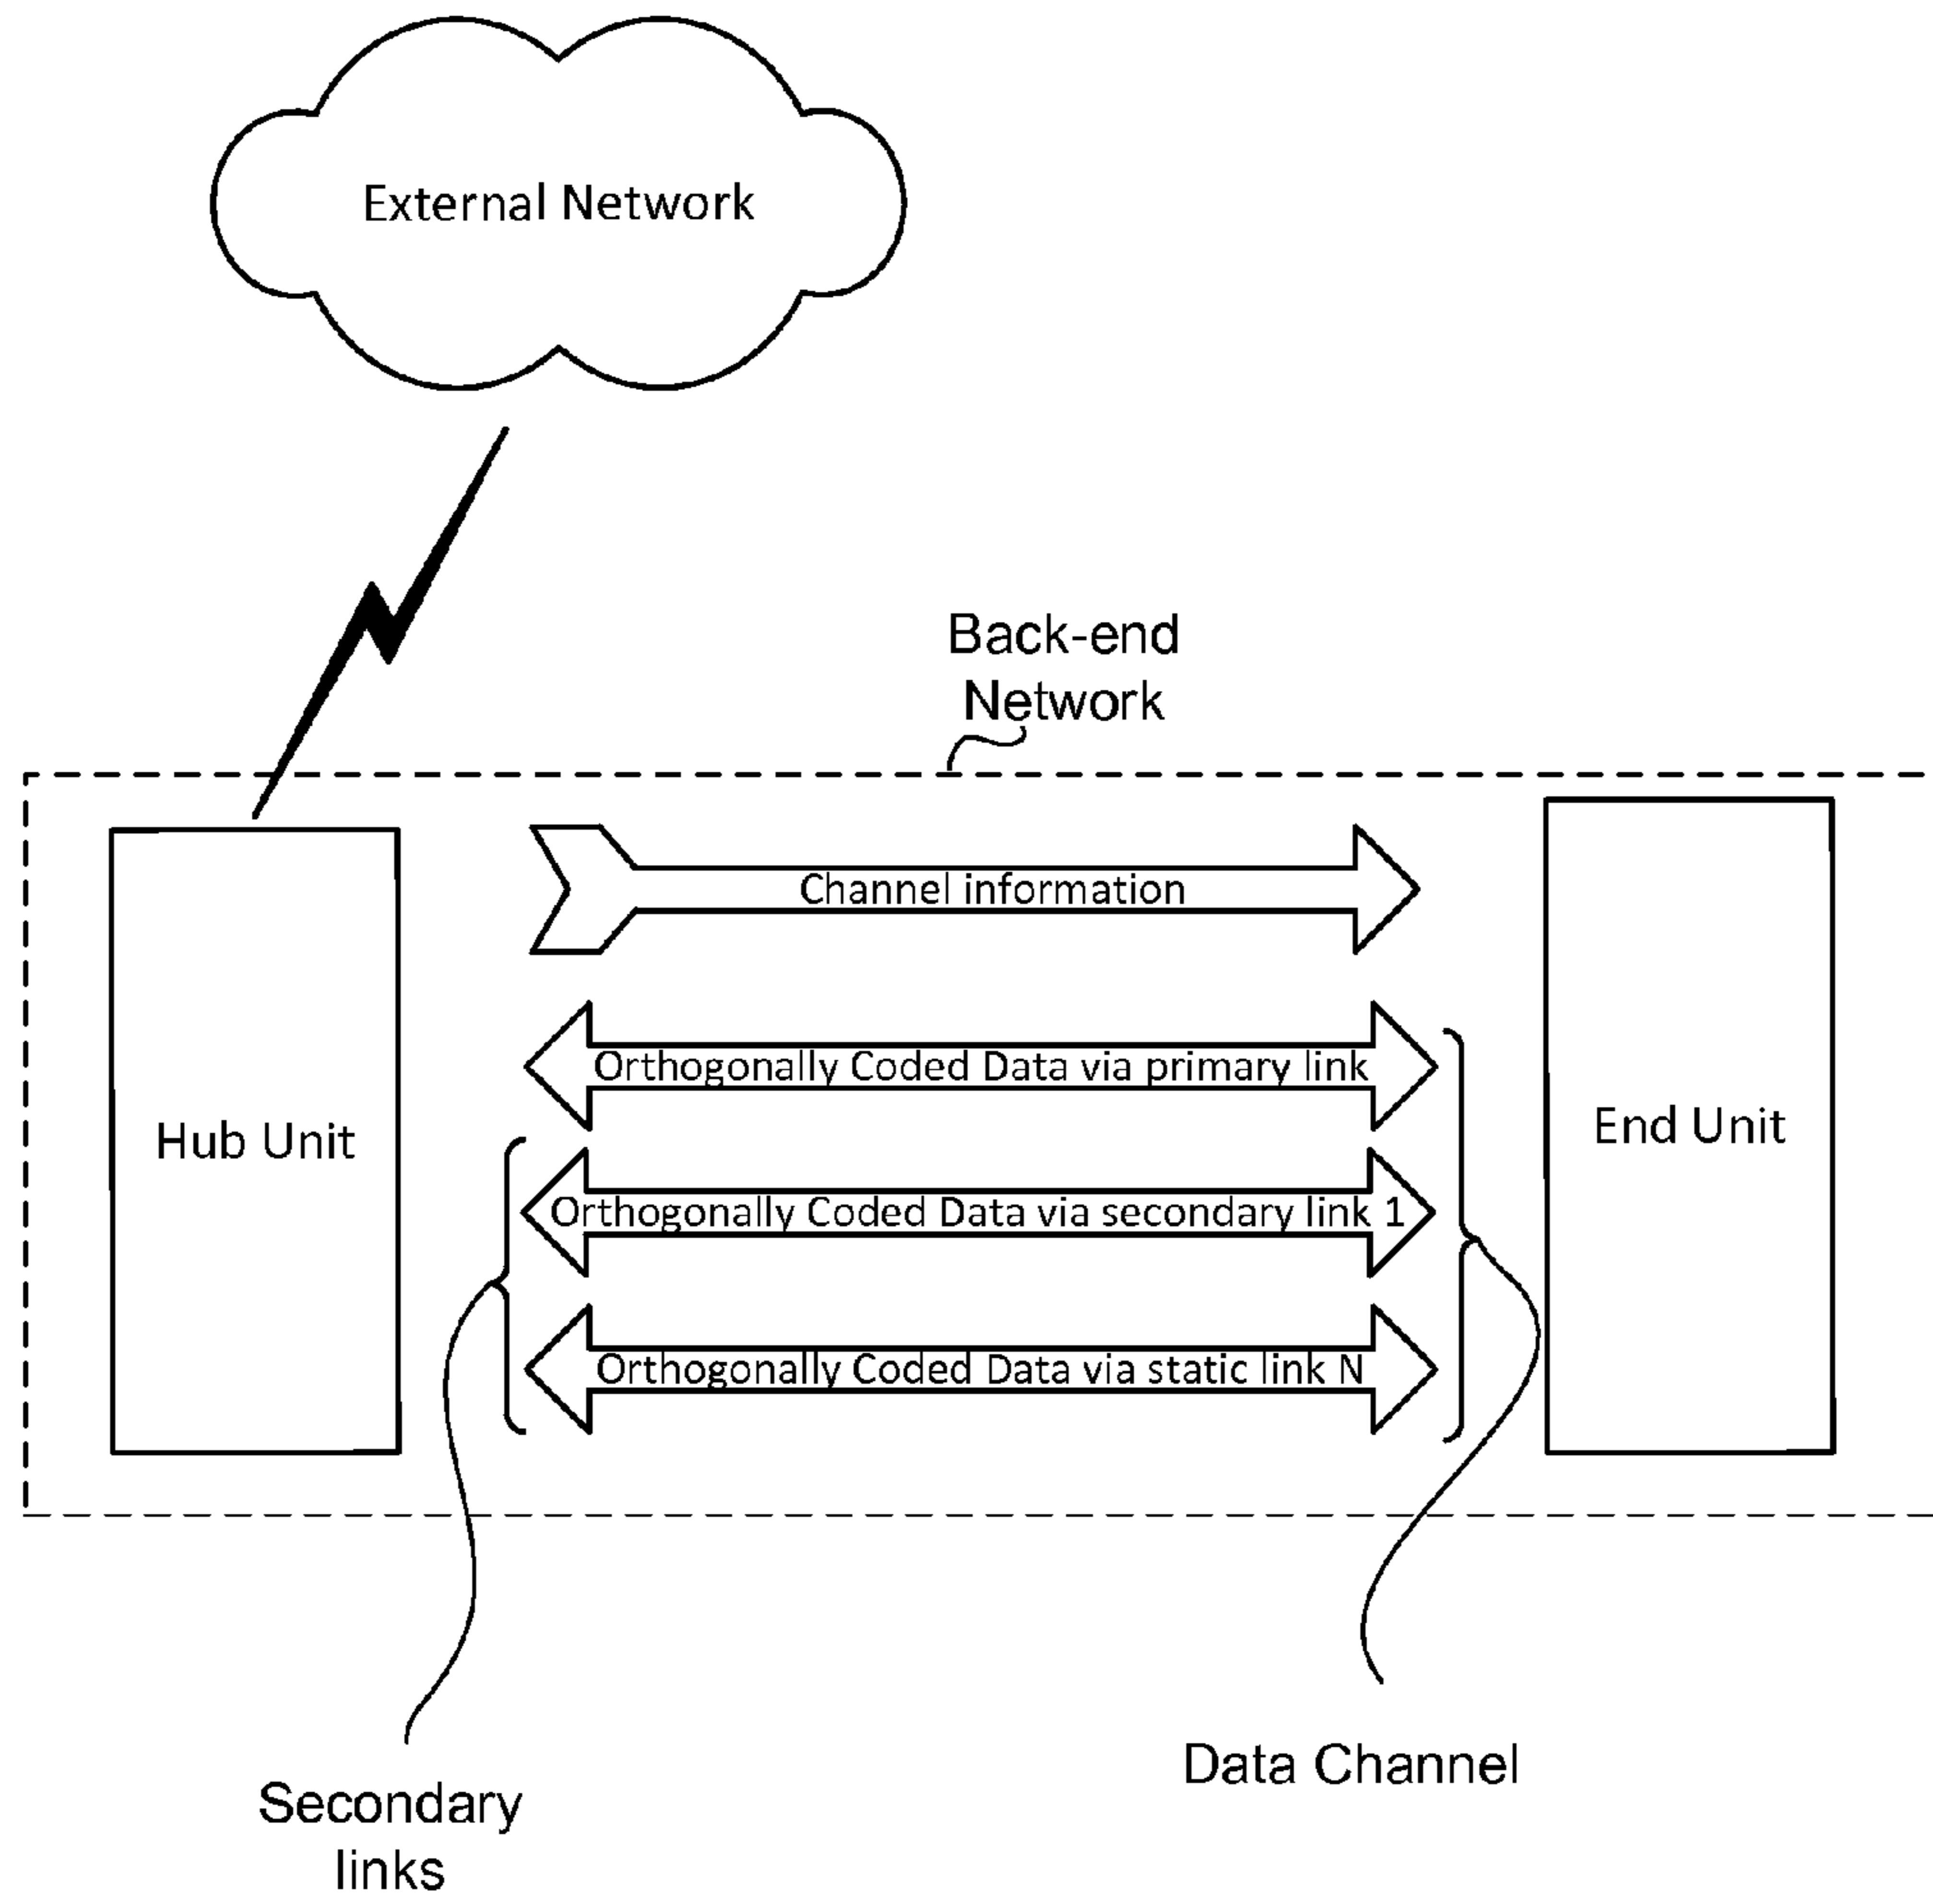 External Network
Back-end
Network
Channel information
Orthogonally Coded Data via primary link
Hub Unit
End Unit
Orthogonally Coded Data via secondary link 1
Orthogonally Coded Data via static link N
Data Channel
Secondary
links